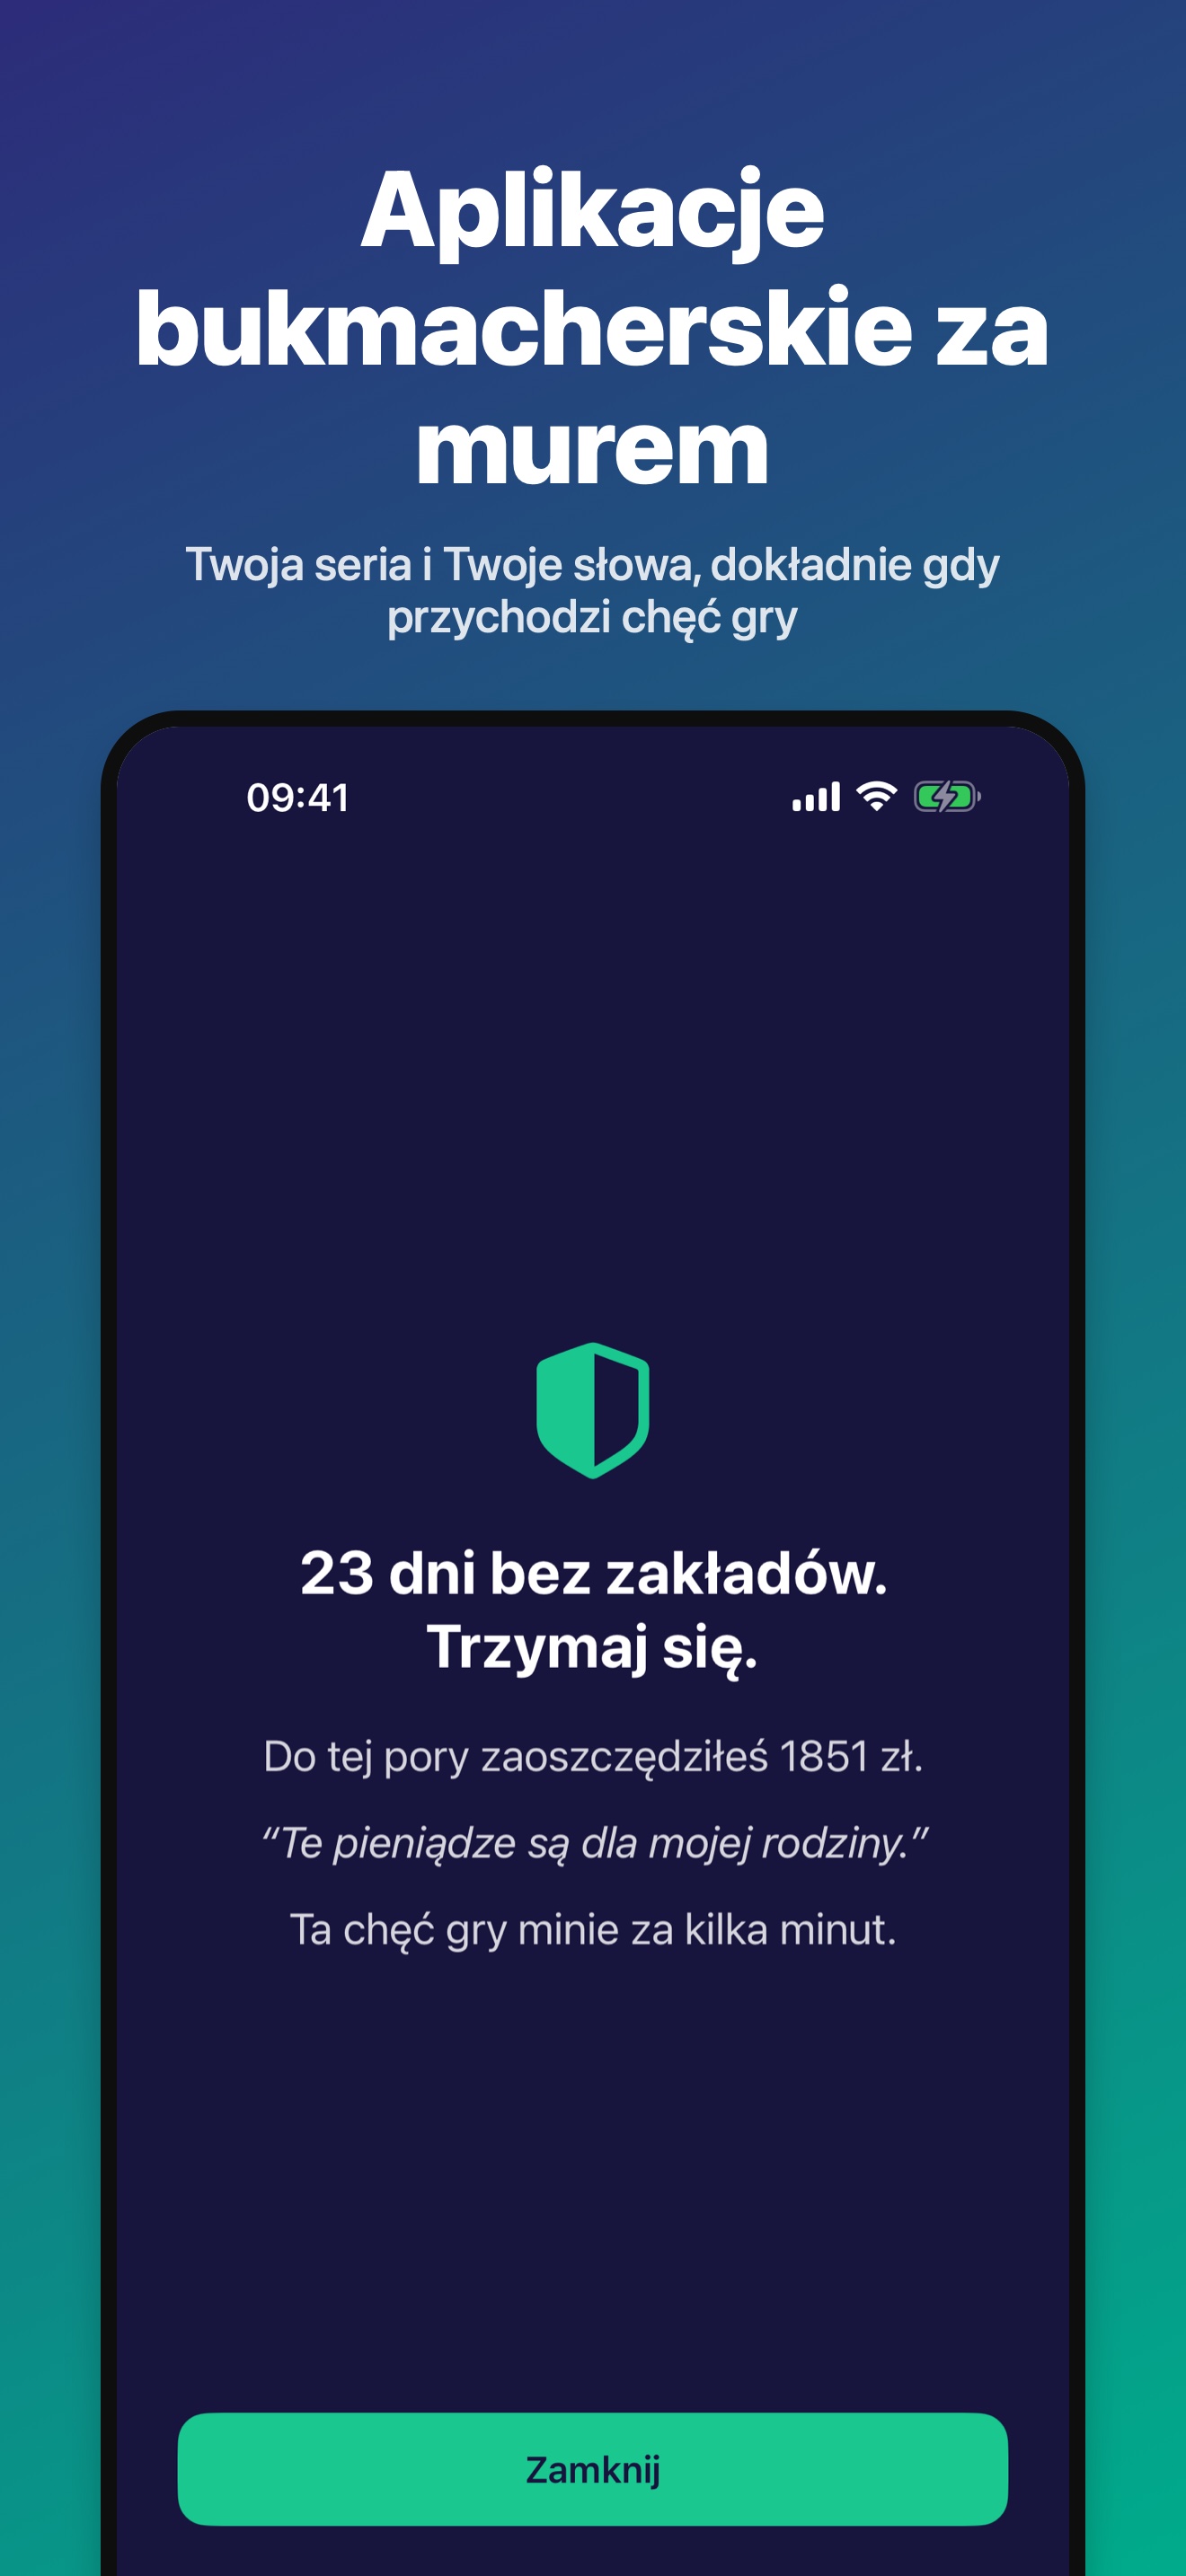 Aplikacje
bukmacherskie za
murem
Twoja seria i Twoje słowa, dokładnie gdy
przychodzi chęć gry
09:41
23 dni bez zakładów.
Trzymaj się.
Do tej pory zaoszczędziłeś 1851 zł.
“Te pieniądze są dla mojej rodziny.”
Ta chęć gry minie za kilka minut.
Zamknij